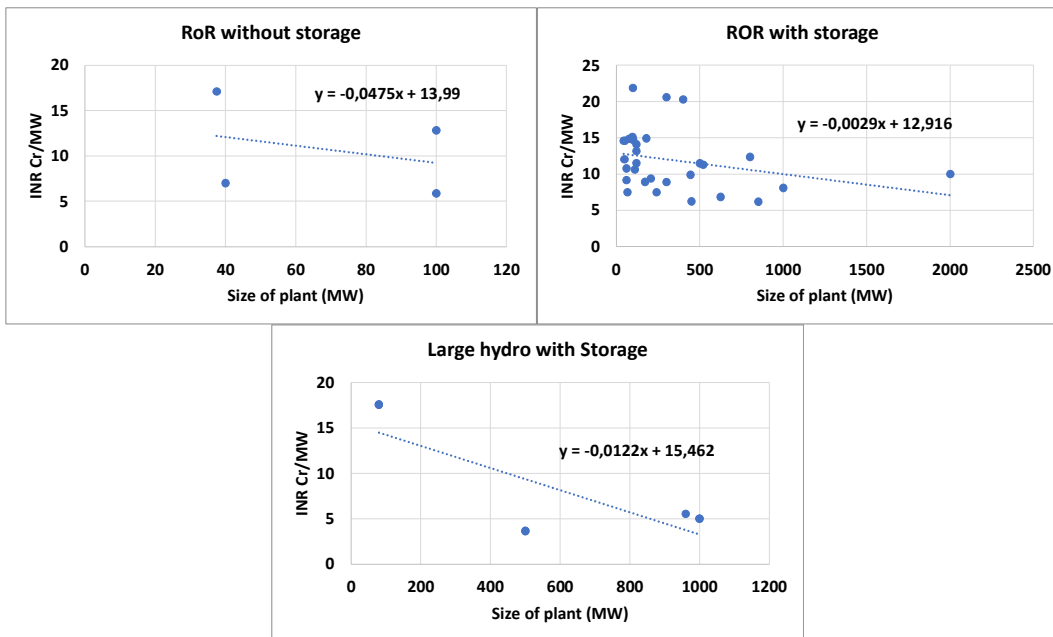 RoR without storage
20
15
10
5
0
INR Cr/MW
y = -0,0475x + 13,99
0 20 40 60 80 100 120
Size of plant (MW)
ROR with storage
25
20
15
10
5
0
INR Cr/MW
y = -0,0029x + 12,916
0 500 1000 1500 2000 2500
Size of plant (MW)
Large hydro with Storage
20
15
10
5
0
INR Cr/MW
y = -0,0122x + 15,462
0 200 400 600 800 1000 1200
Size of plant (MW)